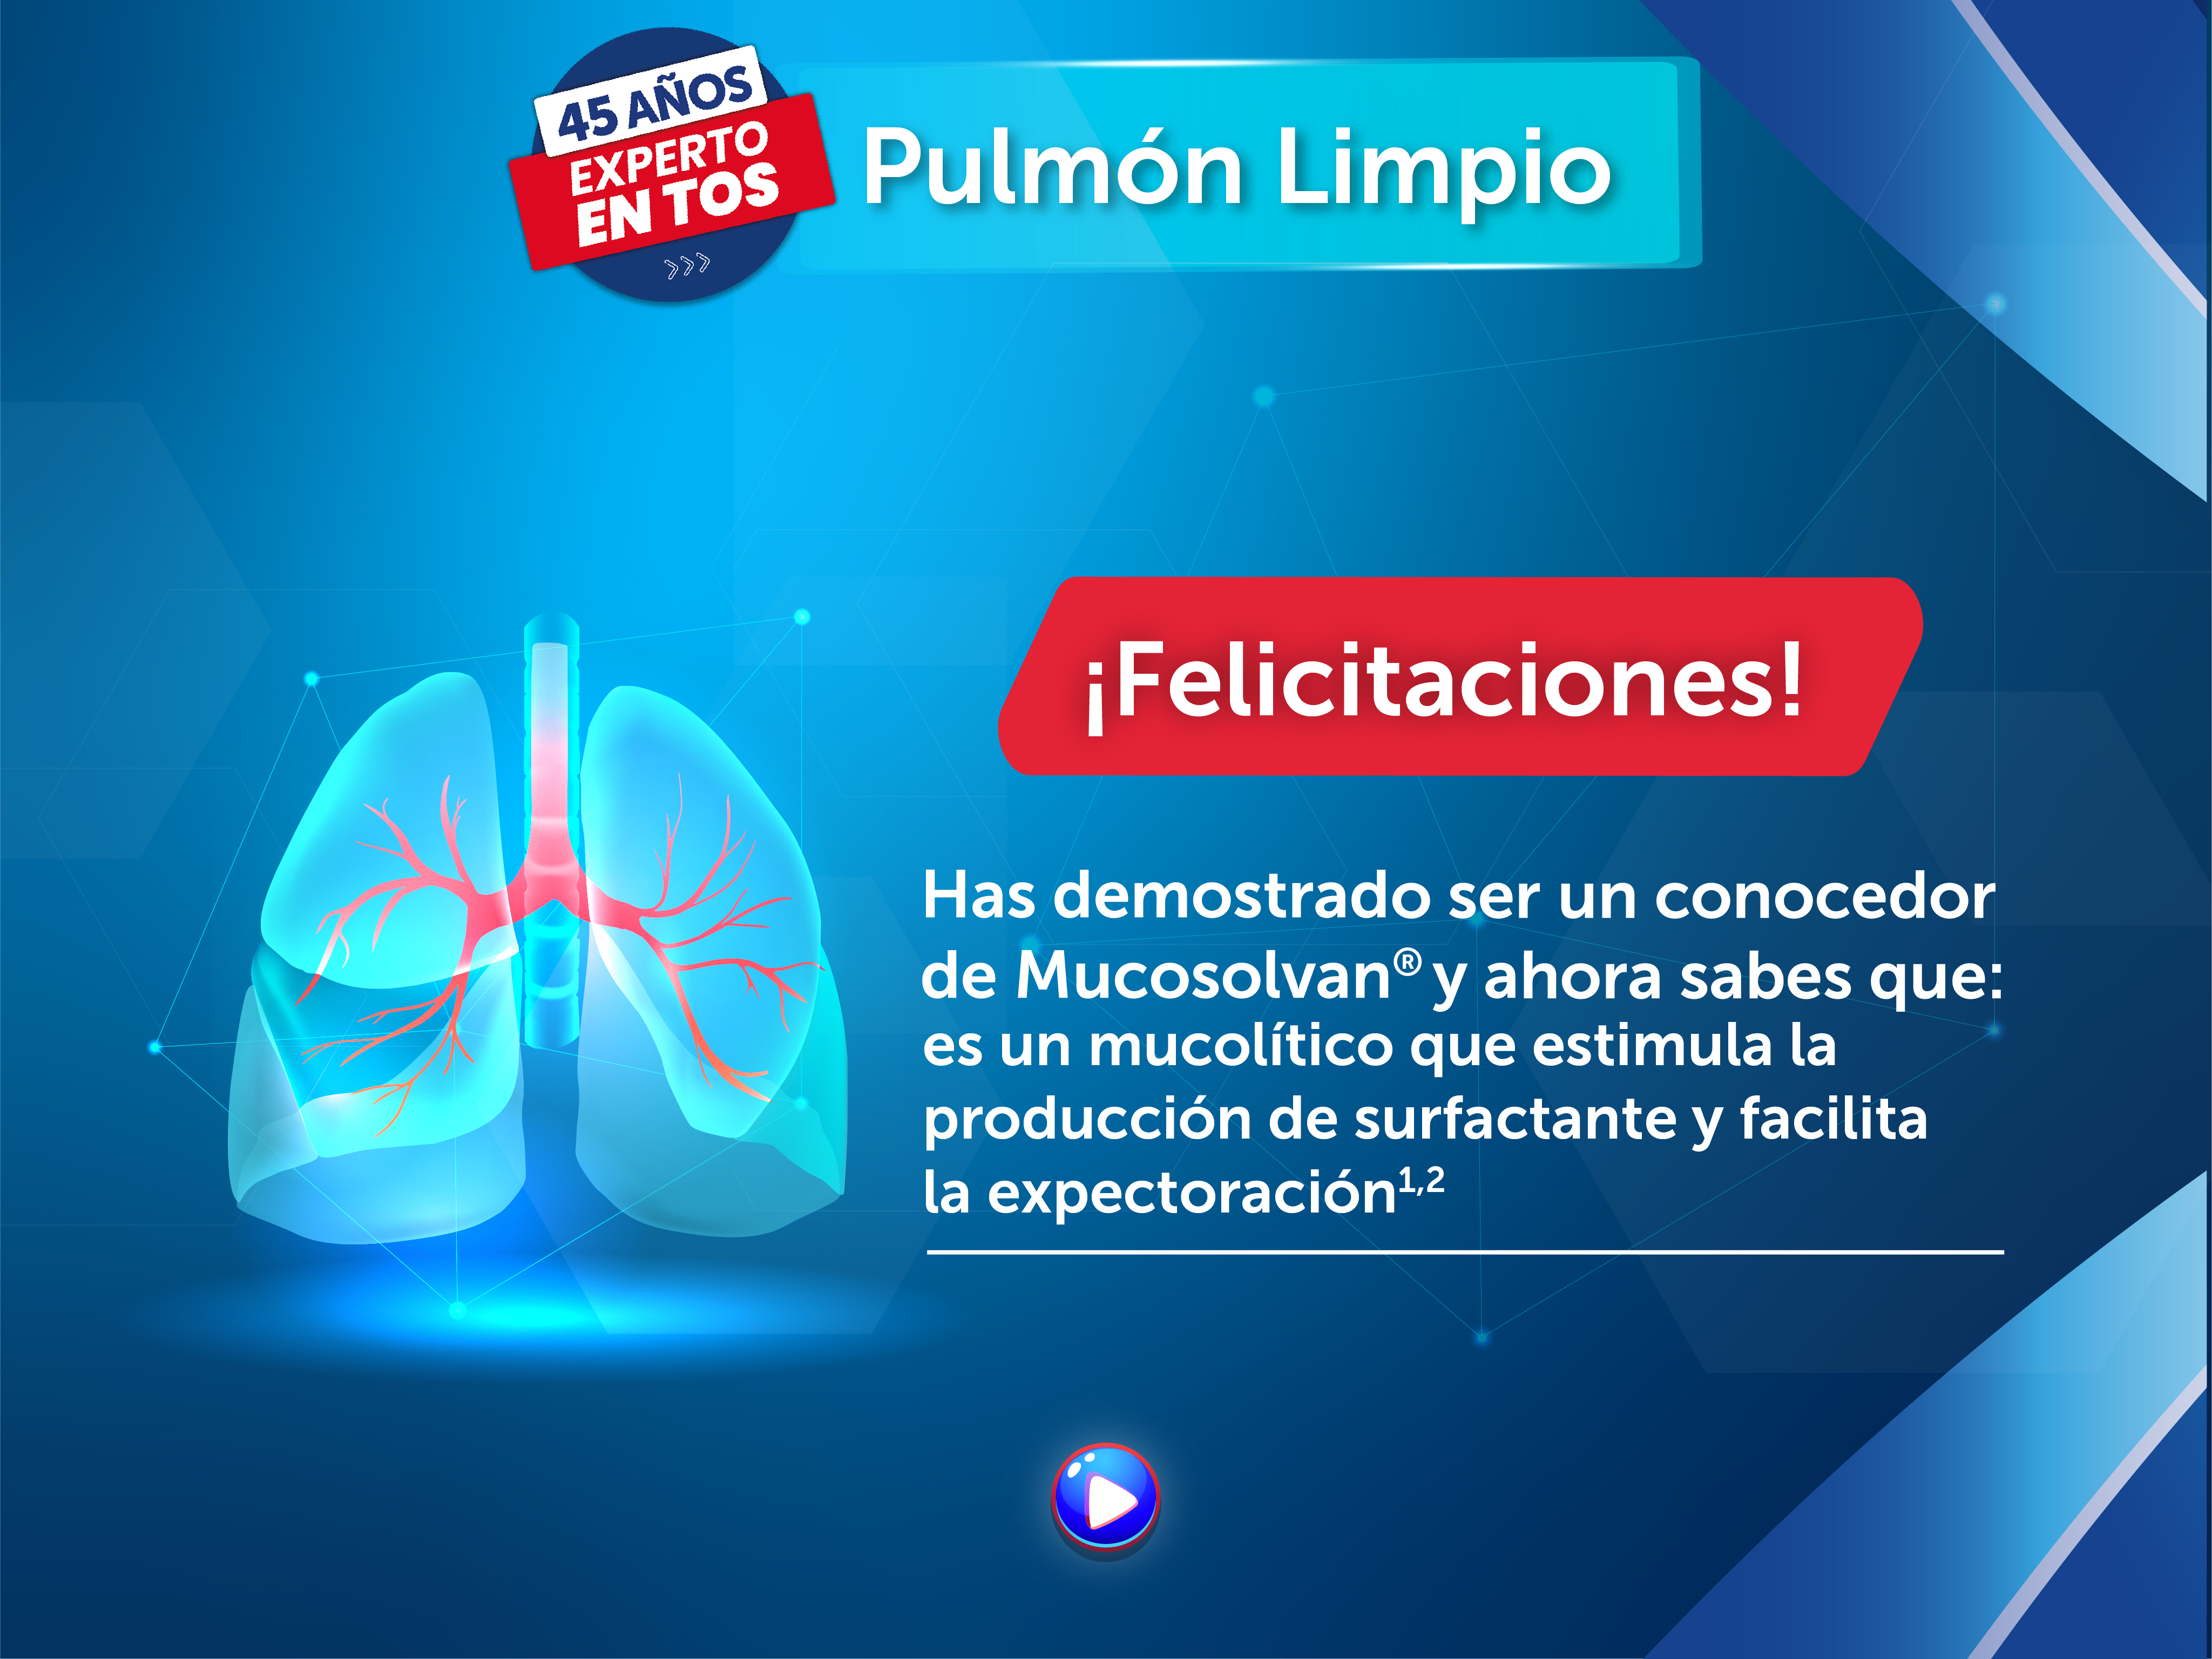 45 AÑOS
EXPERTO
EN TOS
Pulmón Limpio
¡Felicitaciones!
Has demostrado ser un conocedor
de Mucosolvan® y ahora sabes que:
es un mucolítico que estimula la
producción de surfactante y facilita
la expectoración¹,²